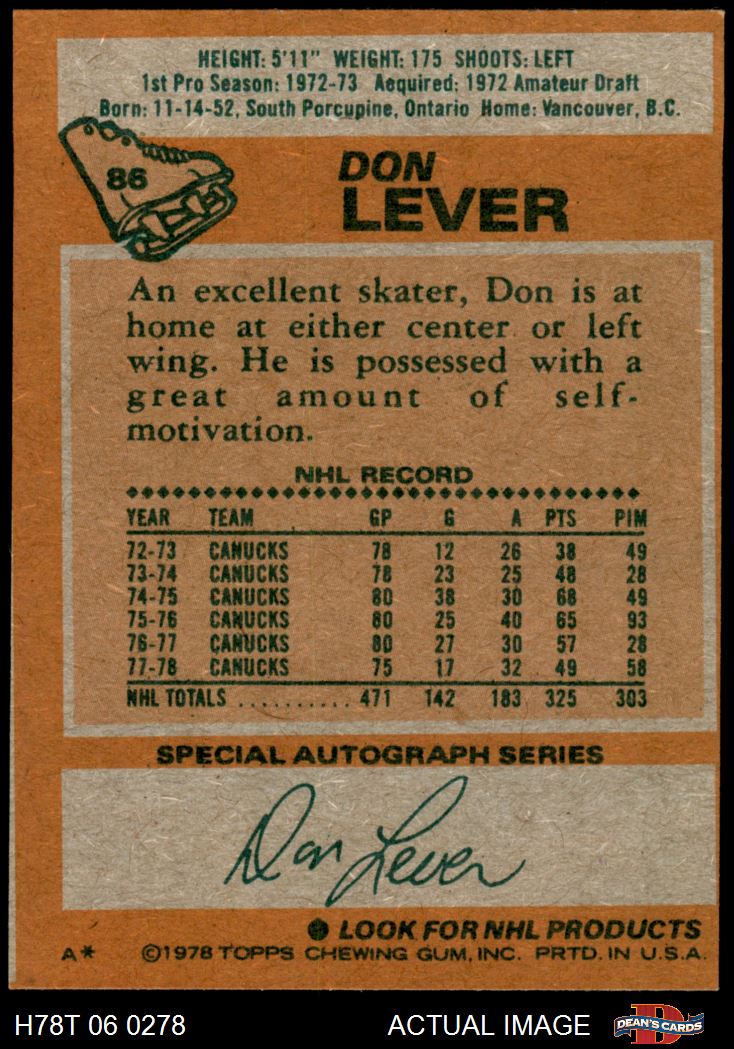 HEIGHT: 5'11" WEIGHT: 175 SHOOTS: LEFT
1st Pro Season: 1972-73 Acquired: 1972 Amateur Draft
Born: 11-14-52, South Porcupine, Ontario Home: Vancouver, B.C.
86
DON
LEVER
An excellent skater, Don is at
home at either center or left
wing. He is possessed with a
great amount of self-
motivation.
NHL RECORD
YEAR TEAM GP G A PTS PIM
72-73 CANUCKS 78 12 26 38 49
73-74 CANUCKS 78 23 25 48 28
74-75 CANUCKS 80 38 30 68 49
75-76 CANUCKS 80 25 40 65 93
76-77 CANUCKS 80 27 30 57 28
77-78 CANUCKS 75 17 32 49 58
NHL TOTALS .......... 471 142 183 325 303
SPECIAL AUTOGRAPH SERIES
Don Lever
LOOK FOR NHL PRODUCTS
A* ©1978 TOPPS CHEWING GUM, INC. PRTD. IN U.S.A.
H78T 06 0278 ACTUAL IMAGE DEAN'S CARDS